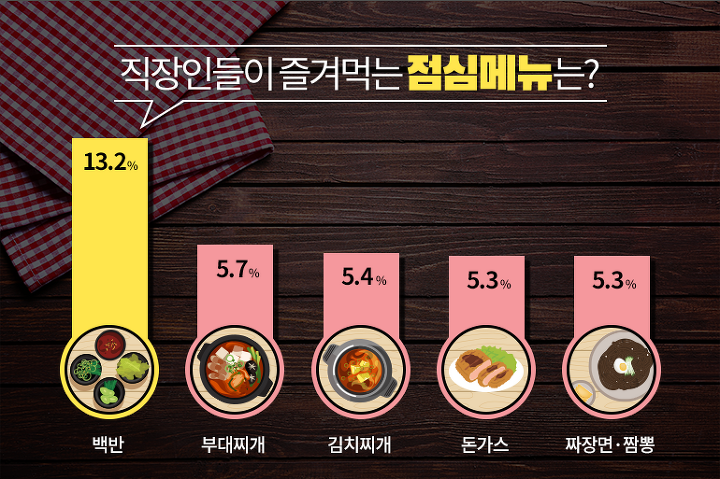 직장인들이 즐겨먹는 점심메뉴는?
13.2%
5.7%
5.4%
5.3%
5.3%
백반
부대찌개
김치찌개
돈가스
짜장면·짬뽕